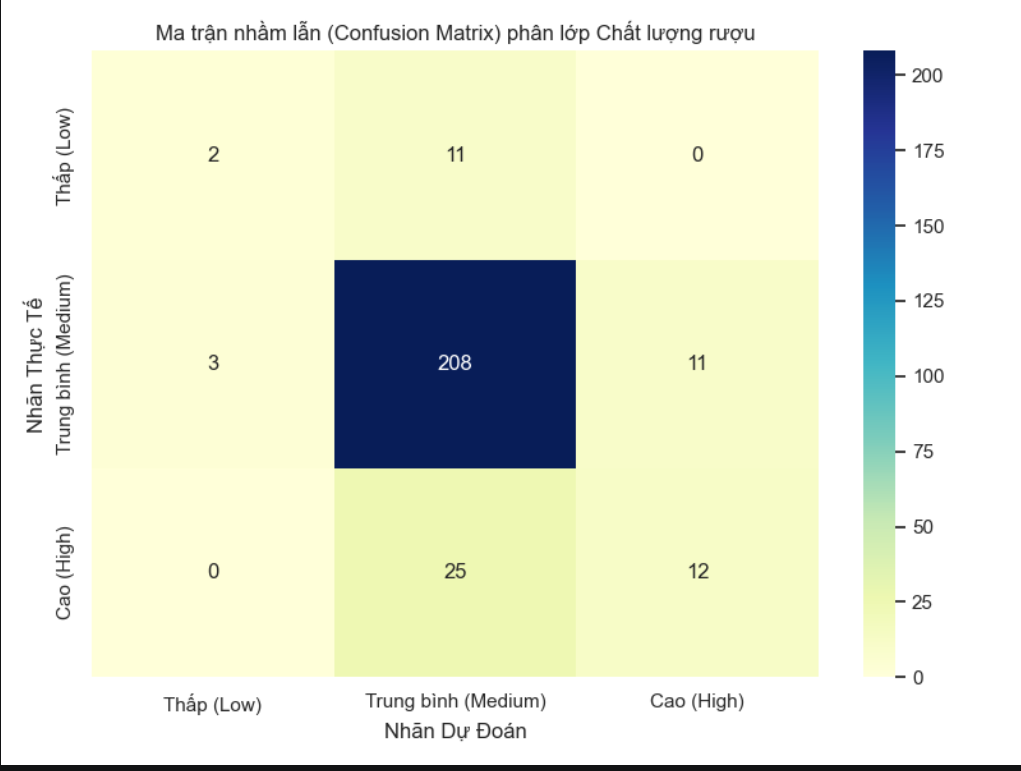 Ma trận nhầm lẫn (Confusion Matrix) phân lớp Chất lượng rượu
Nhãn Thực Tế
Thấp (Low)
2 11 0
Trung bình (Medium)
3 208 11
Cao (High)
0 25 12
Thấp (Low) Trung bình (Medium) Cao (High)
Nhãn Dự Đoán
200
175
150
125
100
75
50
25
0